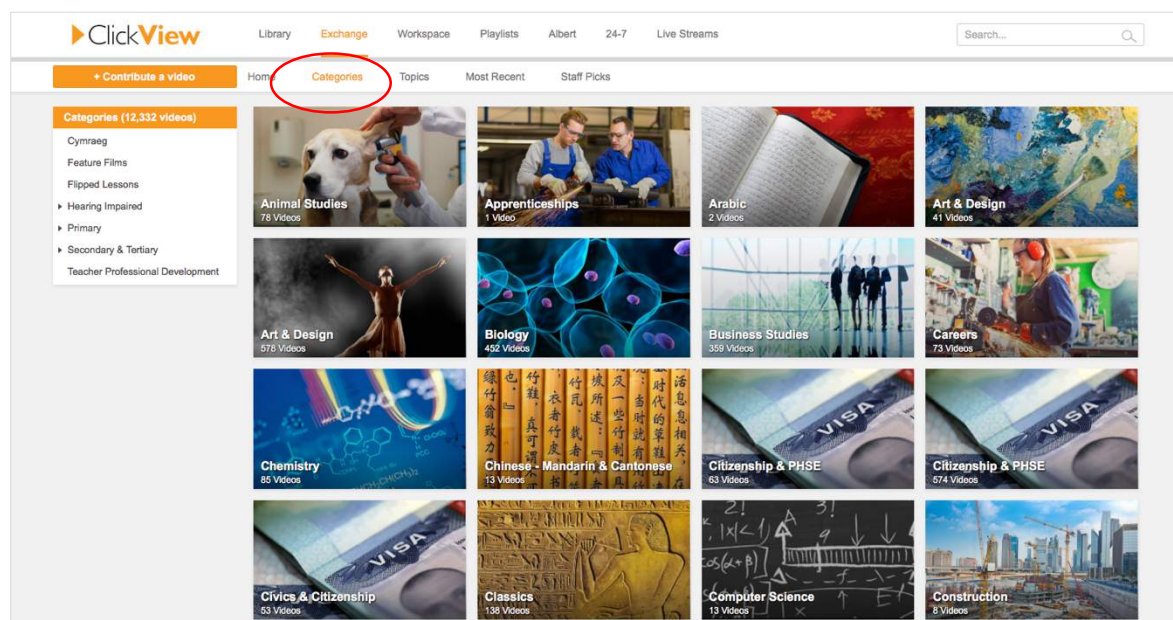 ClickView
Library Exchange Workspace Playlists Albert 24-7 Live Streams
Search...
+ Contribute a video
Home Categories Topics Most Recent Staff Picks
Categories (12,332 videos)
Cymraeg
Feature Films
Flipped Lessons
Hearing Impaired
Primary
Secondary & Tertiary
Teacher Professional Development
Animal Studies
78 Videos
Apprenticeships
1 Video
Arabic
2 Videos
Art & Design
41 Videos
Art & Design
578 Videos
Biology
452 Videos
Business Studies
359 Videos
Careers
73 Videos
Chemistry
85 Videos
Chinese - Mandarin & Cantonese
13 Videos
VISA
Citizenship & PHSE
63 Videos
VISA
Citizenship & PHSE
574 Videos
VISA
Civics & Citizenship
53 Videos
Classics
138 Videos
Computer Science
13 Videos
Construction
8 Videos